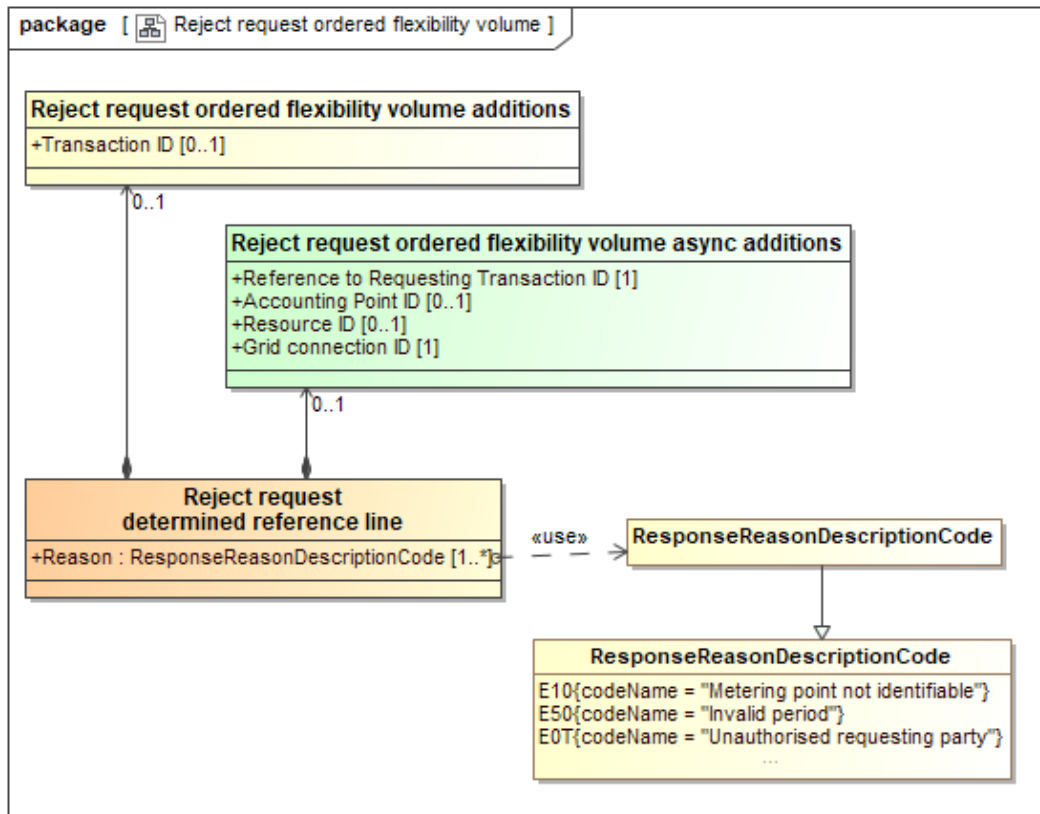 package [ Reject request ordered flexibility volume ]
Reject request ordered flexibility volume additions
+Transaction ID [0..1]
0..1
Reject request ordered flexibility volume async additions
+Reference to Requesting Transaction ID [1]
+Accounting Point ID [0..1]
+Resource ID [0..1]
+Grid connection ID [1]
0..1
Reject request
determined reference line
+Reason : ResponseReasonDescriptionCode [1..*]
«use»
ResponseReasonDescriptionCode
ResponseReasonDescriptionCode
E10{codeName = "Metering point not identifiable"}
E50{codeName = "Invalid period"}
E0T{codeName = "Unauthorised requesting party"}
...